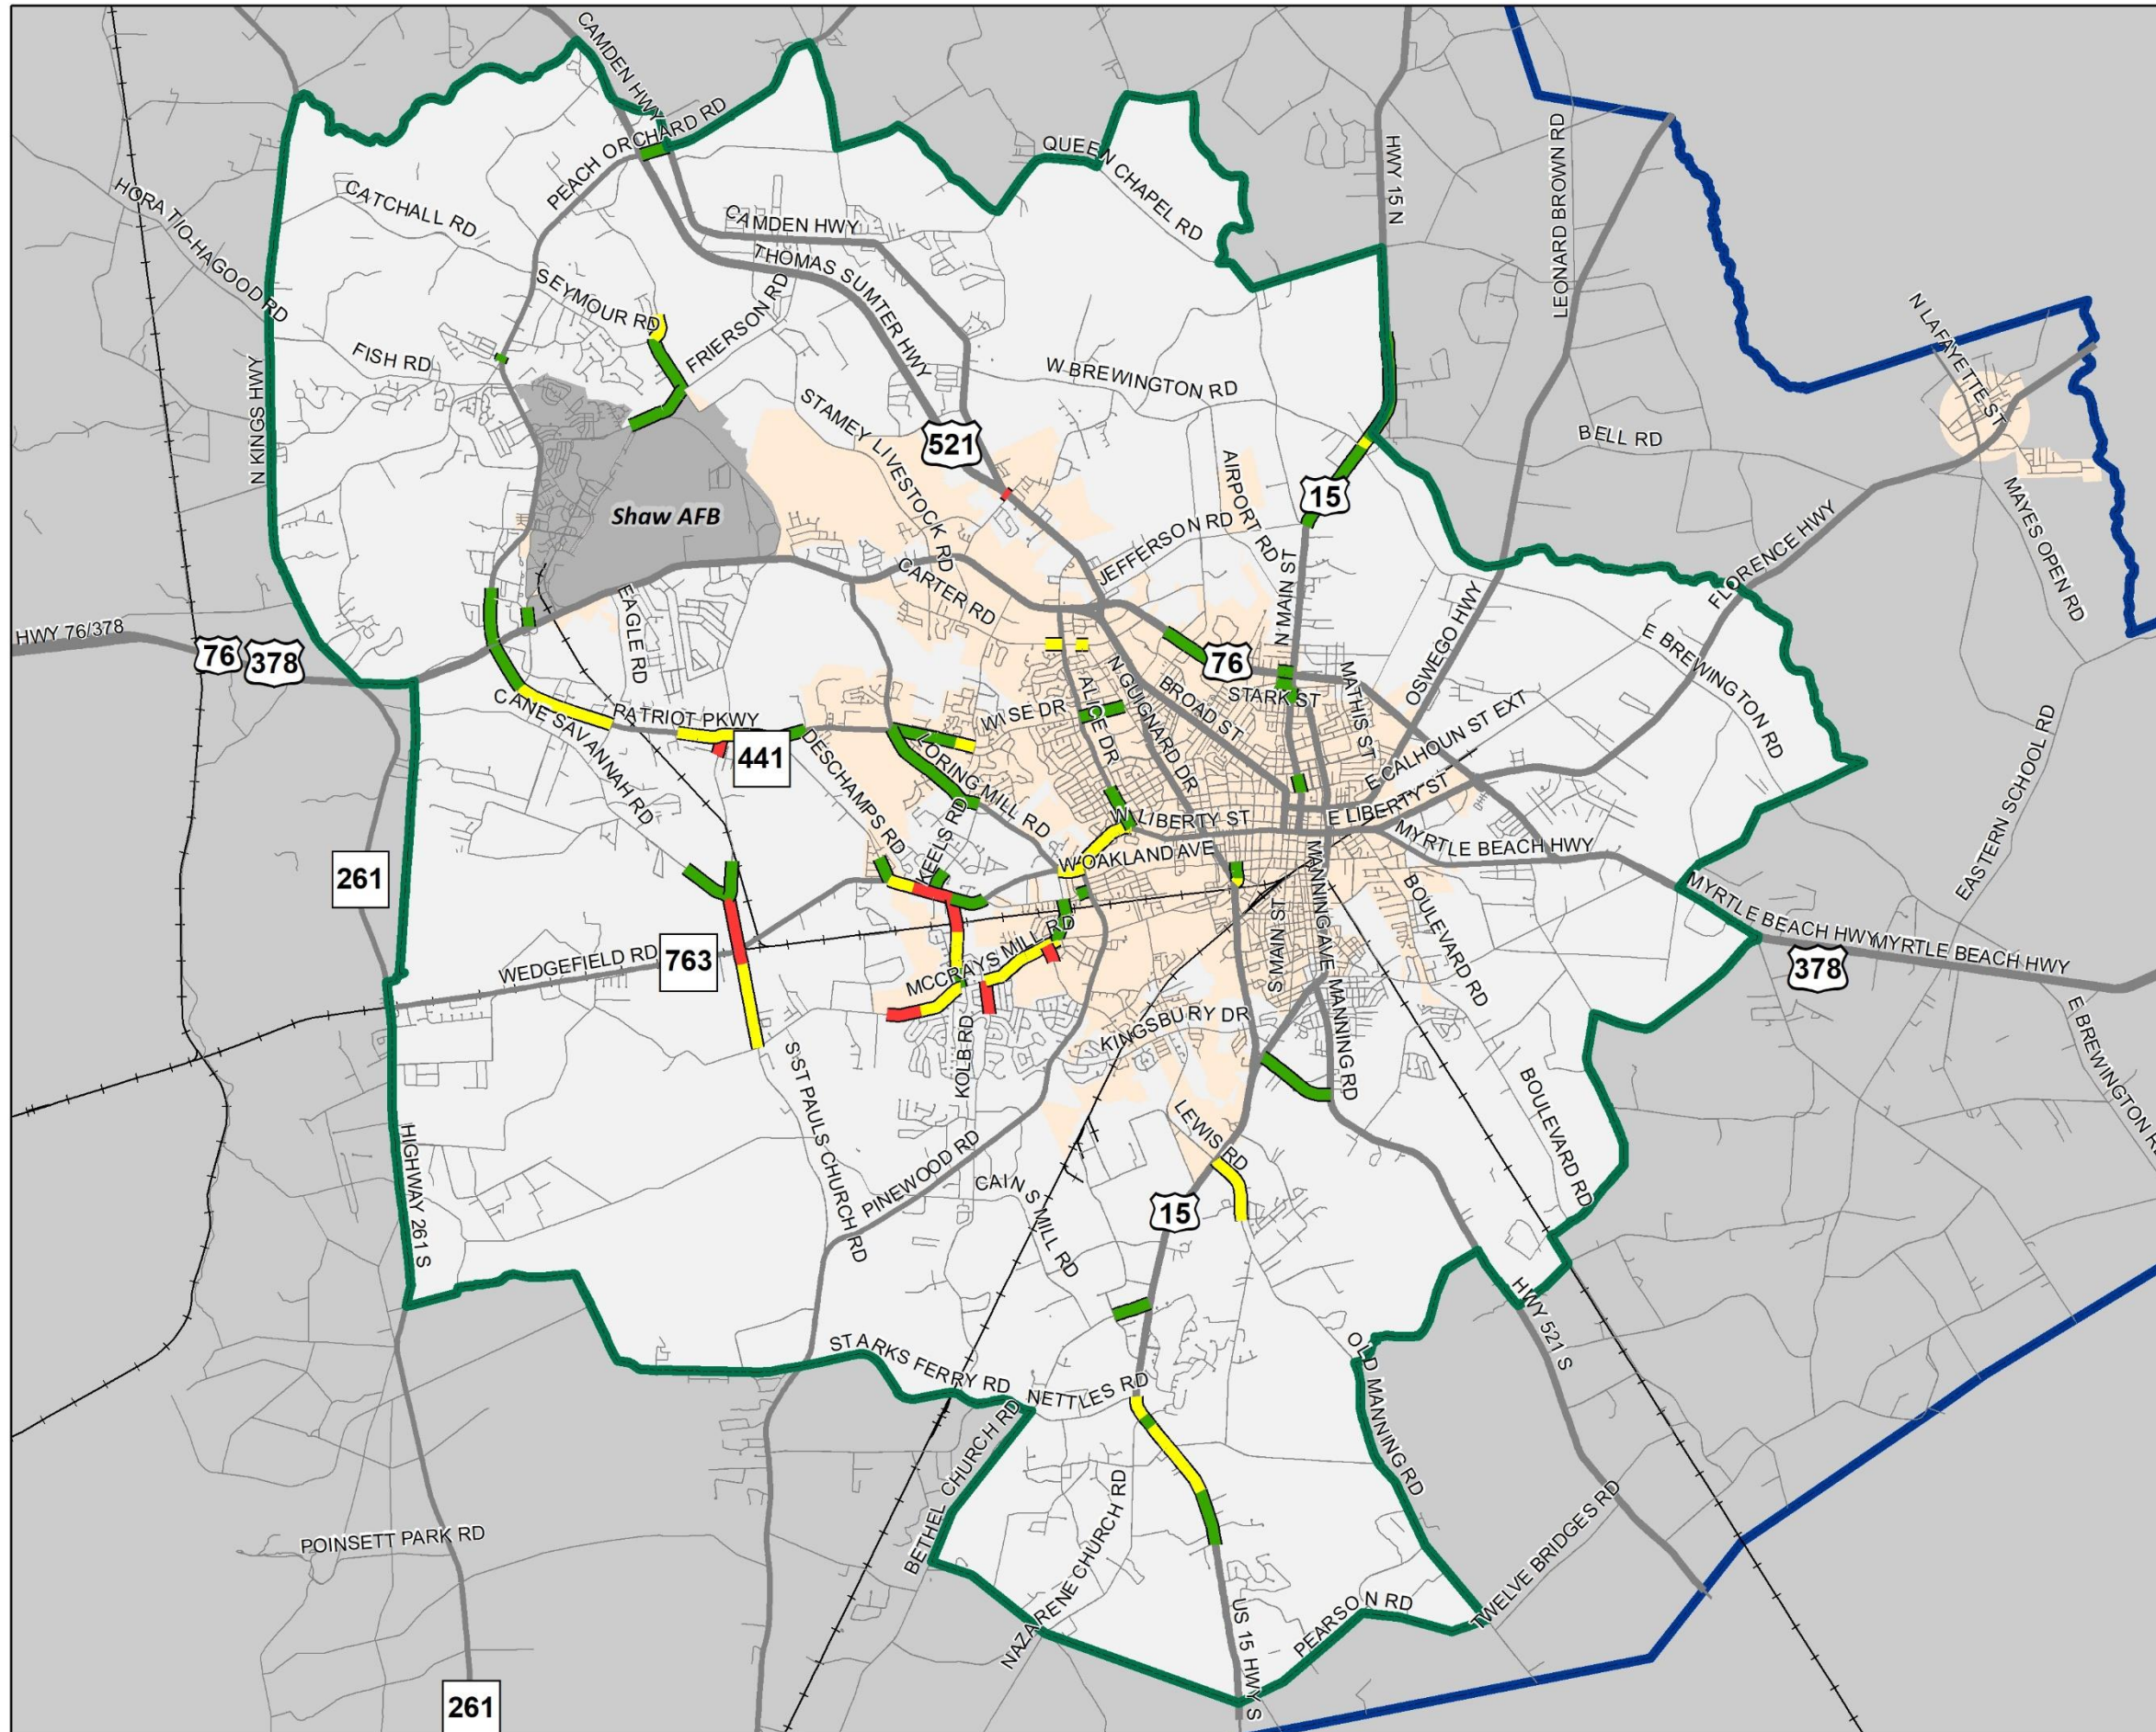 CAMDEN HWY
PEACH ORCHARD RD
QUEEN CHAPEL RD
HWY 15 N
LEONARD BROWN RD
HORATIO-HAGOOD RD
CATCHALL RD
CAMDEN HWY
THOMAS SUMTER HWY
SEYMOUR RD
FRIERSON RD
N LAFAYETTE ST
FISH RD
N KINGS HWY
W BREWINGTON RD
STAMEY LIVESTOCK RD
521
BELL RD
AIRPORT RD
15
Shaw AFB
MAYES OPEN RD
JEFFERSON RD
FLORENCE HWY
CARTER RD
N MAIN ST
EAGLE RD
OSWEGO HWY
E BREWINGTON RD
HWY 76/378
76
378
76
N GUIGNARD DR
MATHIS ST
STARK ST
ALICE DR
BROAD ST
WISE DR
CANE SAVANNAH RD
PATRIOT PKWY
441
DESCHAMPS RD
LORING MILL RD
E CALHOUN ST EXT
EASTERN SCHOOL RD
KEELS RD
W LIBERTY ST
E LIBERTY ST
MYRTLE BEACH HWY
W OAKLAND AVE
261
MANNING AVE
BOULEVARD RD
MYRTLE BEACH HWY
MYRTLE BEACH HWY
378
S MAIN ST
WEDGEFIELD RD
763
MCCRAYS MILL RD
KINGSBURY DR
MANNING RD
E BREWINGTON RD
KOLB RD
S ST PAULS CHURCH RD
BOULEVARD RD
LEWIS RD
HIGHWAY 261 S
PINEWOOD RD
CAINS MILL RD
15
HWY 521 S
STARKS FERRY RD
NETTLES RD
OLD MANNING RD
BETHEL CHURCH RD
NAZARENE CHURCH RD
TWELVE BRIDGES RD
POINSETT PARK RD
PEARSON RD
US 15 HWY S
261